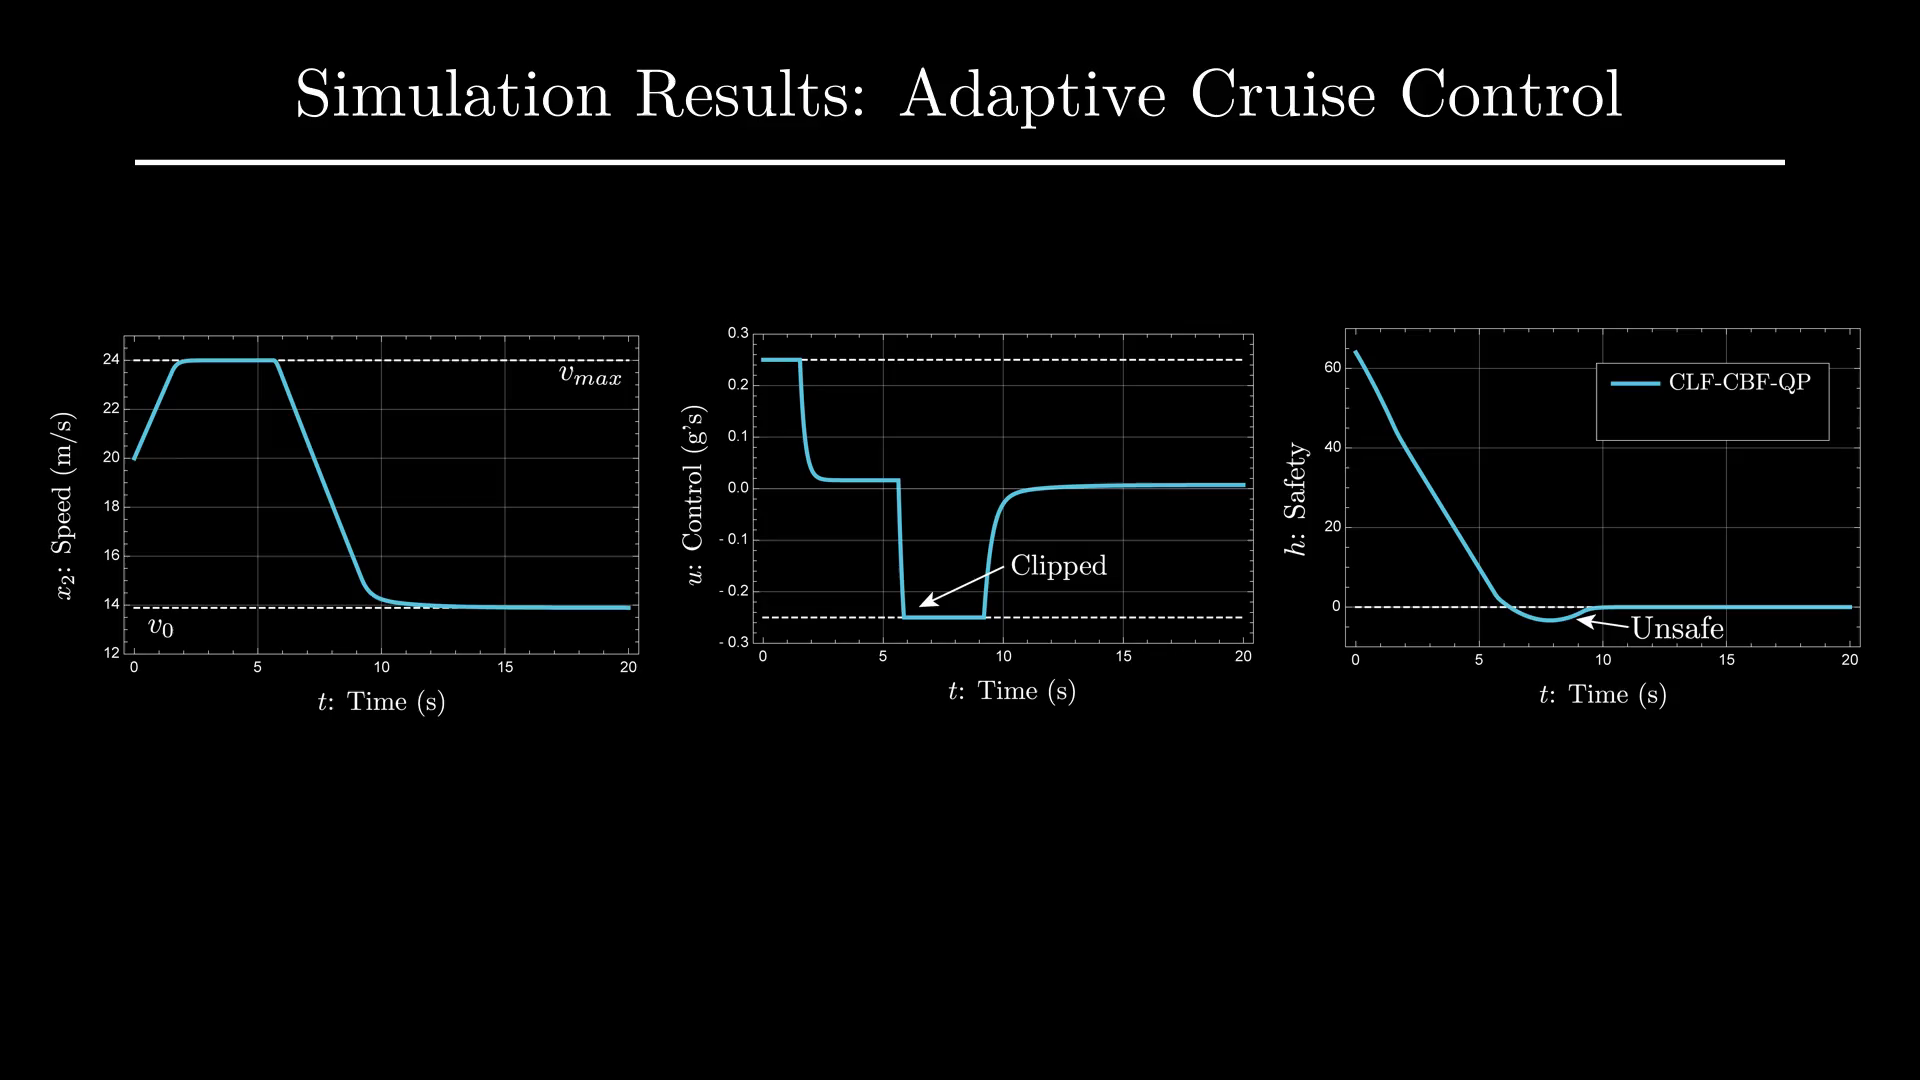 Simulation Results: Adaptive Cruise Control
x₂: Speed (m/s)
24
22
20
18
16
14
12
v_max
v₀
0 5 10 15 20
t: Time (s)
u: Control (g's)
0.3
0.2
0.1
0.0
-0.1
-0.2
-0.3
Clipped
0 5 10 15 20
t: Time (s)
h: Safety
60
40
20
0
CLF-CBF-QP
Unsafe
0 5 10 15 20
t: Time (s)